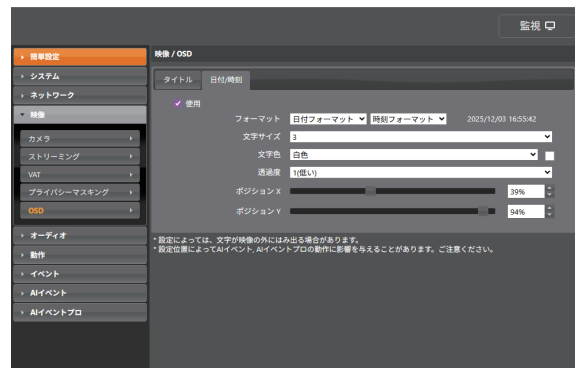 監視
簡単設定
システム
ネットワーク
映像
カメラ
ストリーミング
VAT
プライバシーマスキング
OSD
オーディオ
動作
イベント
AIイベント
AIイベントプロ
映像 / OSD
タイトル 日付/時刻
使用
フォーマット 日付フォーマット 時刻フォーマット 2025/12/03 16:55:42
文字サイズ 3
文字色 白色
透過度 1(低い)
ポジション X 39%
ポジション Y 94%
* 設定によっては、文字が映像の外にはみ出る場合があります。
* 設定位置によってAIイベント, AIイベントプロの動作に影響を与えることがあります。ご注意ください。